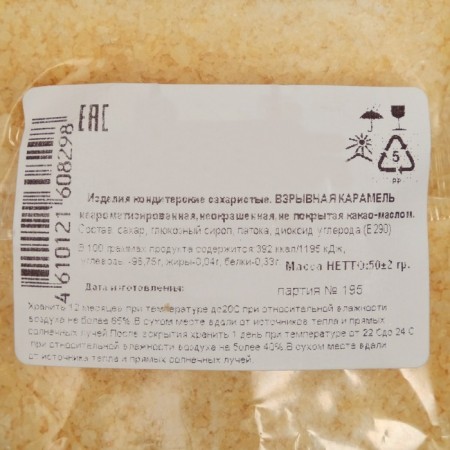 EAC
4 610121 608298
5
PP
Изделия кондитерские сахаристые. ВЗРЫВНАЯ КАРАМЕЛЬ
неароматизированная, неокрашенная, не покрытая какао-маслом.
Состав: сахар, глюкозный сироп, патока, диоксид углерода (E290)
В 100 граммах продукта содержится:392 ккал/1195 кДж,
углеводы -95,75г, жиры-0,04г, белки-0,33г. Масса НЕТТО:50±2 гр.
Дата изготовления: партия № 195
Хранить 12 месяцев при температуре до20С при относительной влажности
воздуха не более 65%.В сухом месте вдали от источников тепла и прямых
солнечных лучей.После вскрытия хранить 1 день при температуре от 22 Сдо 24 С
при относительной влажности воздуха не более 40%.В сухом месте вдали
от источника тепла и прямых солнечных лучей.